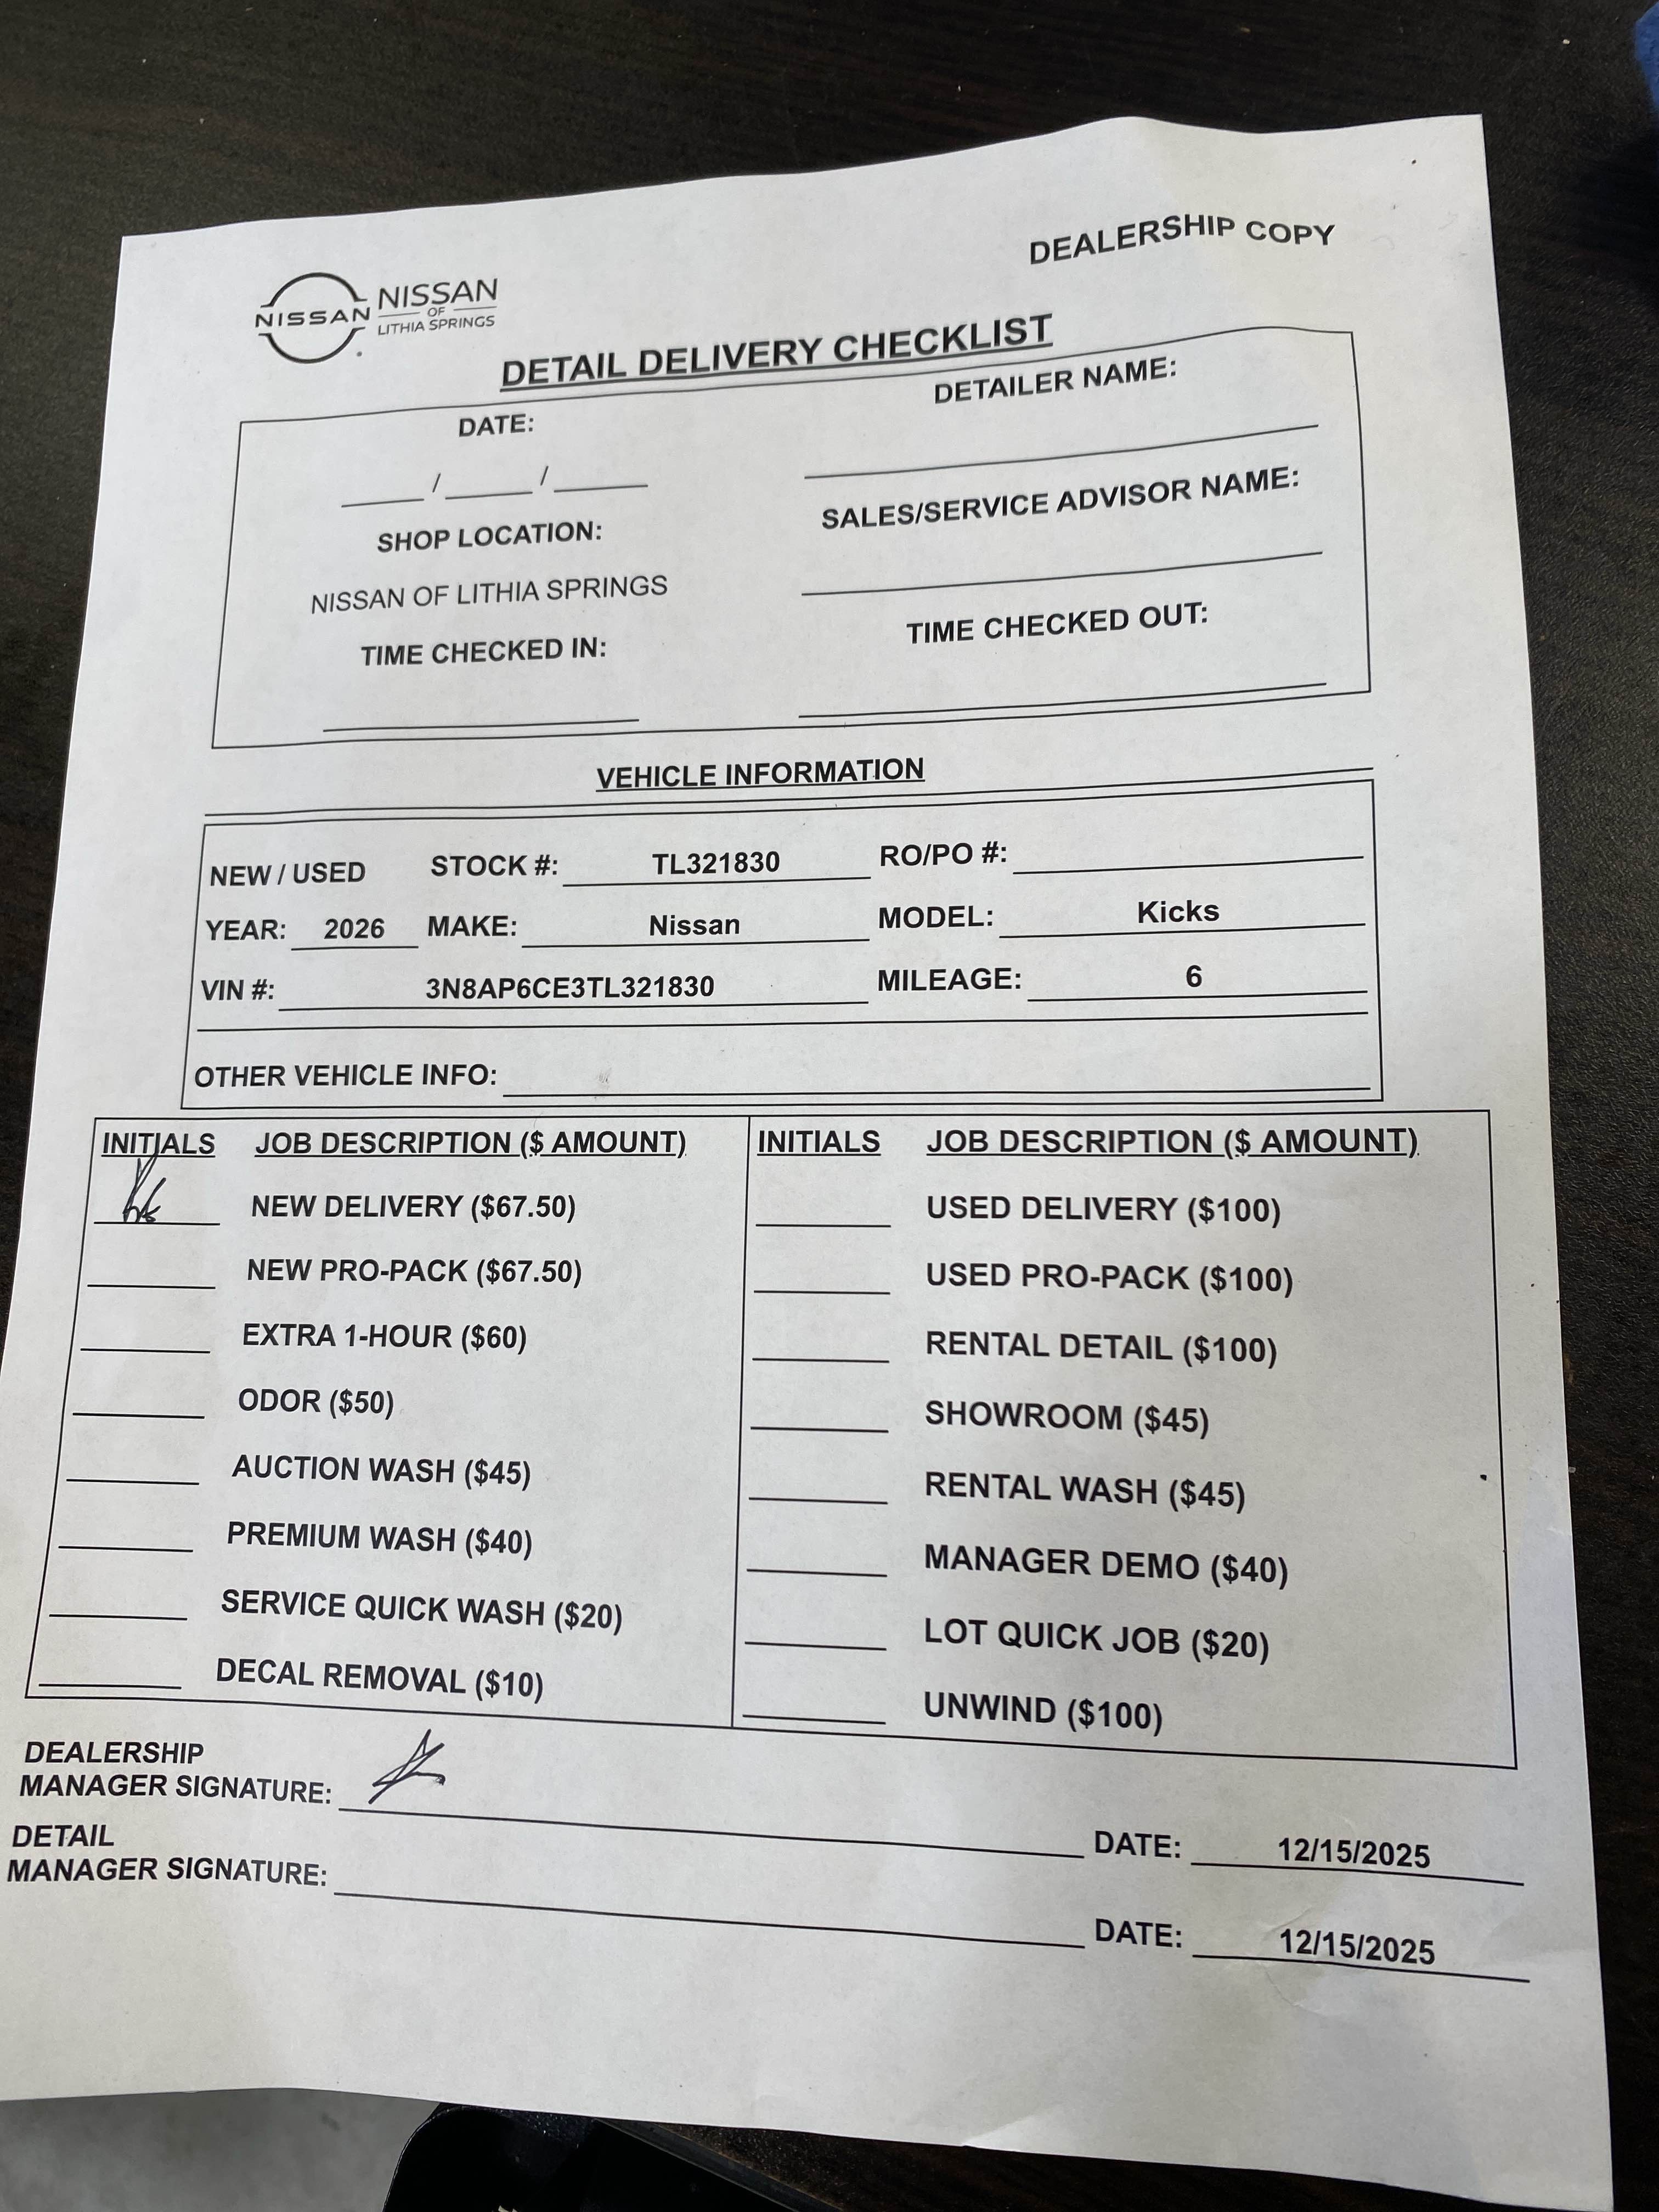 DEALERSHIP COPY
NISSAN
NISSAN
OF
LITHIA SPRINGS
DETAIL DELIVERY CHECKLIST
DATE: DETAILER NAME:
____ / ____ / ____
SHOP LOCATION: SALES/SERVICE ADVISOR NAME:
NISSAN OF LITHIA SPRINGS
TIME CHECKED IN: TIME CHECKED OUT:
VEHICLE INFORMATION
NEW / USED STOCK #: TL321830 RO/PO #:
YEAR: 2026 MAKE: Nissan MODEL: Kicks
VIN #: 3N8AP6CE3TL321830 MILEAGE: 6
OTHER VEHICLE INFO:
INITIALS JOB DESCRIPTION ($ AMOUNT)
NEW DELIVERY ($67.50)
NEW PRO-PACK ($67.50)
EXTRA 1-HOUR ($60)
ODOR ($50)
AUCTION WASH ($45)
PREMIUM WASH ($40)
SERVICE QUICK WASH ($20)
DECAL REMOVAL ($10)
INITIALS JOB DESCRIPTION ($ AMOUNT)
USED DELIVERY ($100)
USED PRO-PACK ($100)
RENTAL DETAIL ($100)
SHOWROOM ($45)
RENTAL WASH ($45)
MANAGER DEMO ($40)
LOT QUICK JOB ($20)
UNWIND ($100)
DEALERSHIP
MANAGER SIGNATURE: DATE: 12/15/2025
DETAIL
MANAGER SIGNATURE: DATE: 12/15/2025